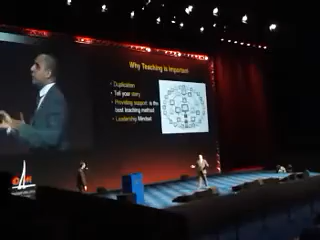 Why Teaching is Important
Duplication
Tell your story
Providing support is the
best teaching method
Leadership Mindset